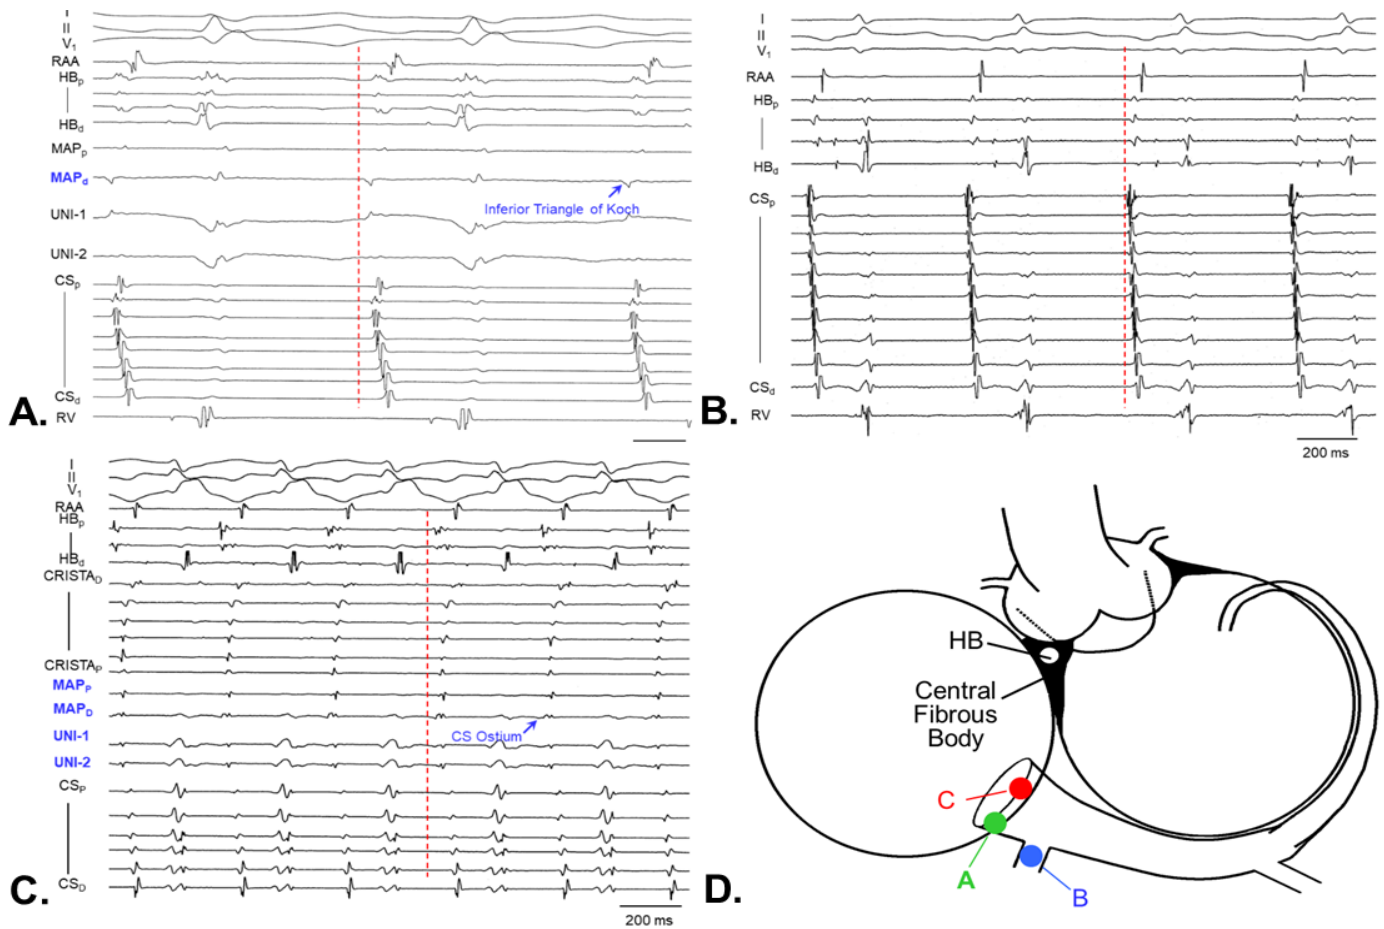 I
II
V1
RAA
HBp
HBd
MAPp
MAPd
Inferior Triangle of Koch
UNI-1
UNI-2
CSp
CSd
RV
A.
I
II
V1
RAA
HBp
HBd
CSp
CSd
RV
B.
200 ms
I
II
V1
RAA
HBp
HBd
CRISTAD
CRISTAP
MAPP
MAPD
CS Ostium
UNI-1
UNI-2
CSP
CSD
C.
200 ms
HB
Central
Fibrous
Body
C
A
B
D.